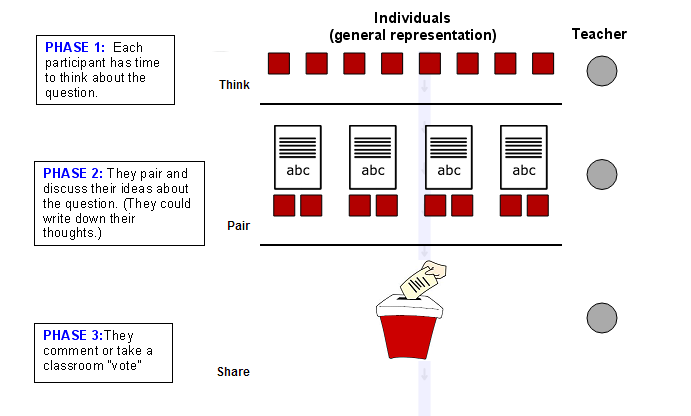 Individuals
(general representation)
Teacher
PHASE 1:  Each
participant has time
to think about the
question.
Think
PHASE 2: They pair and
discuss their ideas about
the question. (They could
write down their
thoughts.)
abc
abc
abc
abc
Pair
PHASE 3:They
comment or take a
classroom "vote"
Share